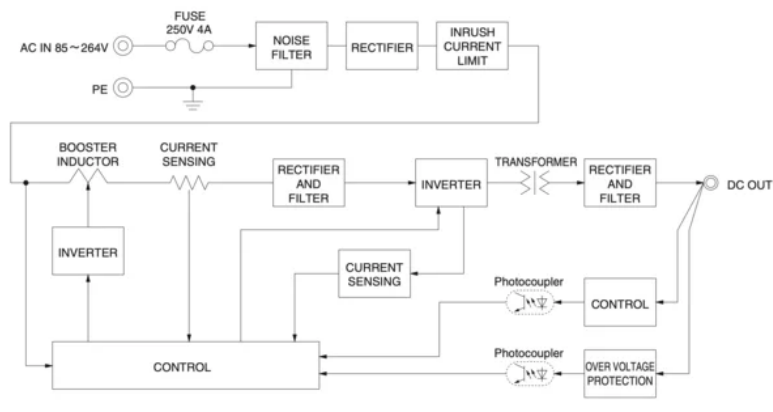 FUSE
250V 4A
AC IN 85~264V
NOISE
FILTER
RECTIFIER
INRUSH
CURRENT
LIMIT
PE
BOOSTER
INDUCTOR
CURRENT
SENSING
RECTIFIER
AND
FILTER
INVERTER
TRANSFORMER
RECTIFIER
AND
FILTER
DC OUT
INVERTER
CURRENT
SENSING
Photocoupler
CONTROL
CONTROL
Photocoupler
OVER VOLTAGE
PROTECTION